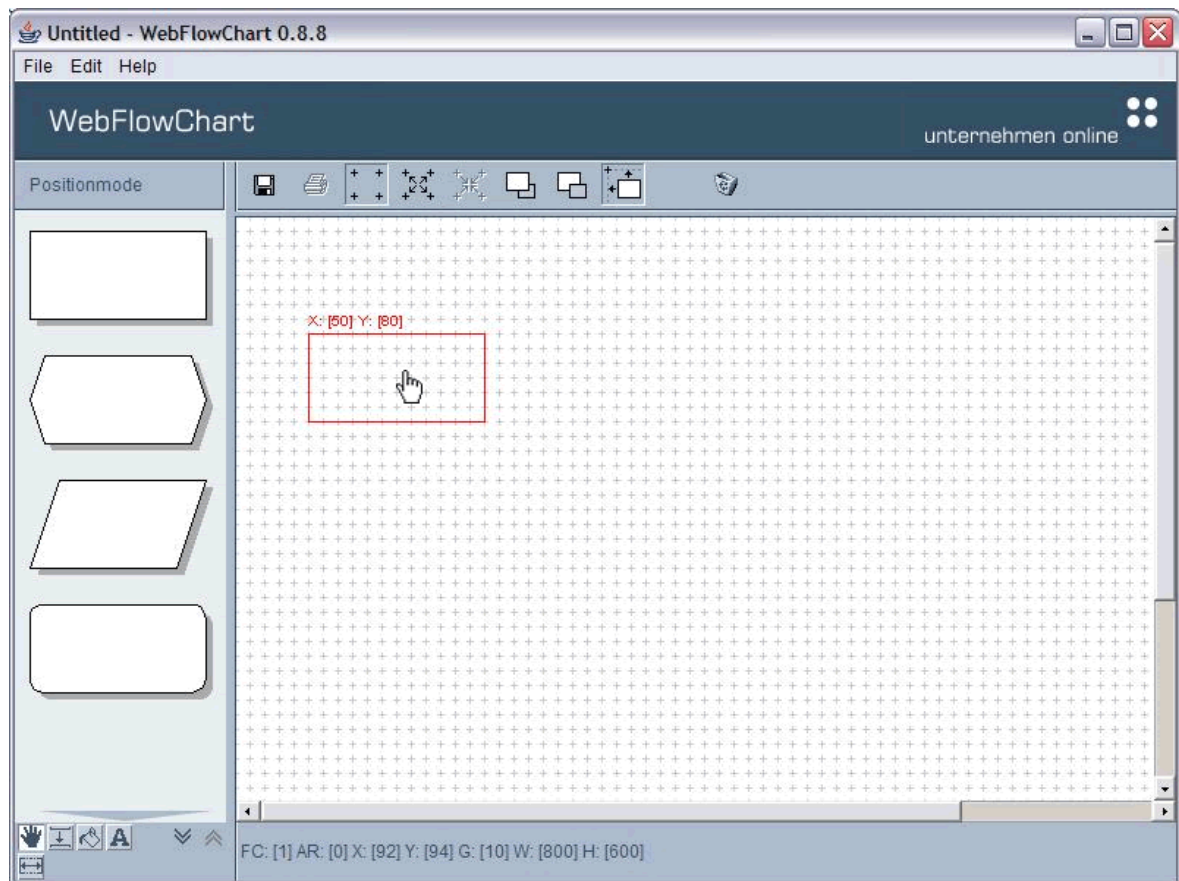 Untitled - WebFlowChart 0.8.8
File Edit Help
WebFlowChart
unternehmen online
Positionmode
X: [50] Y: [80]
A
FC: [1] AR: [0] X: [92] Y: [94] G: [10] W: [800] H: [600]